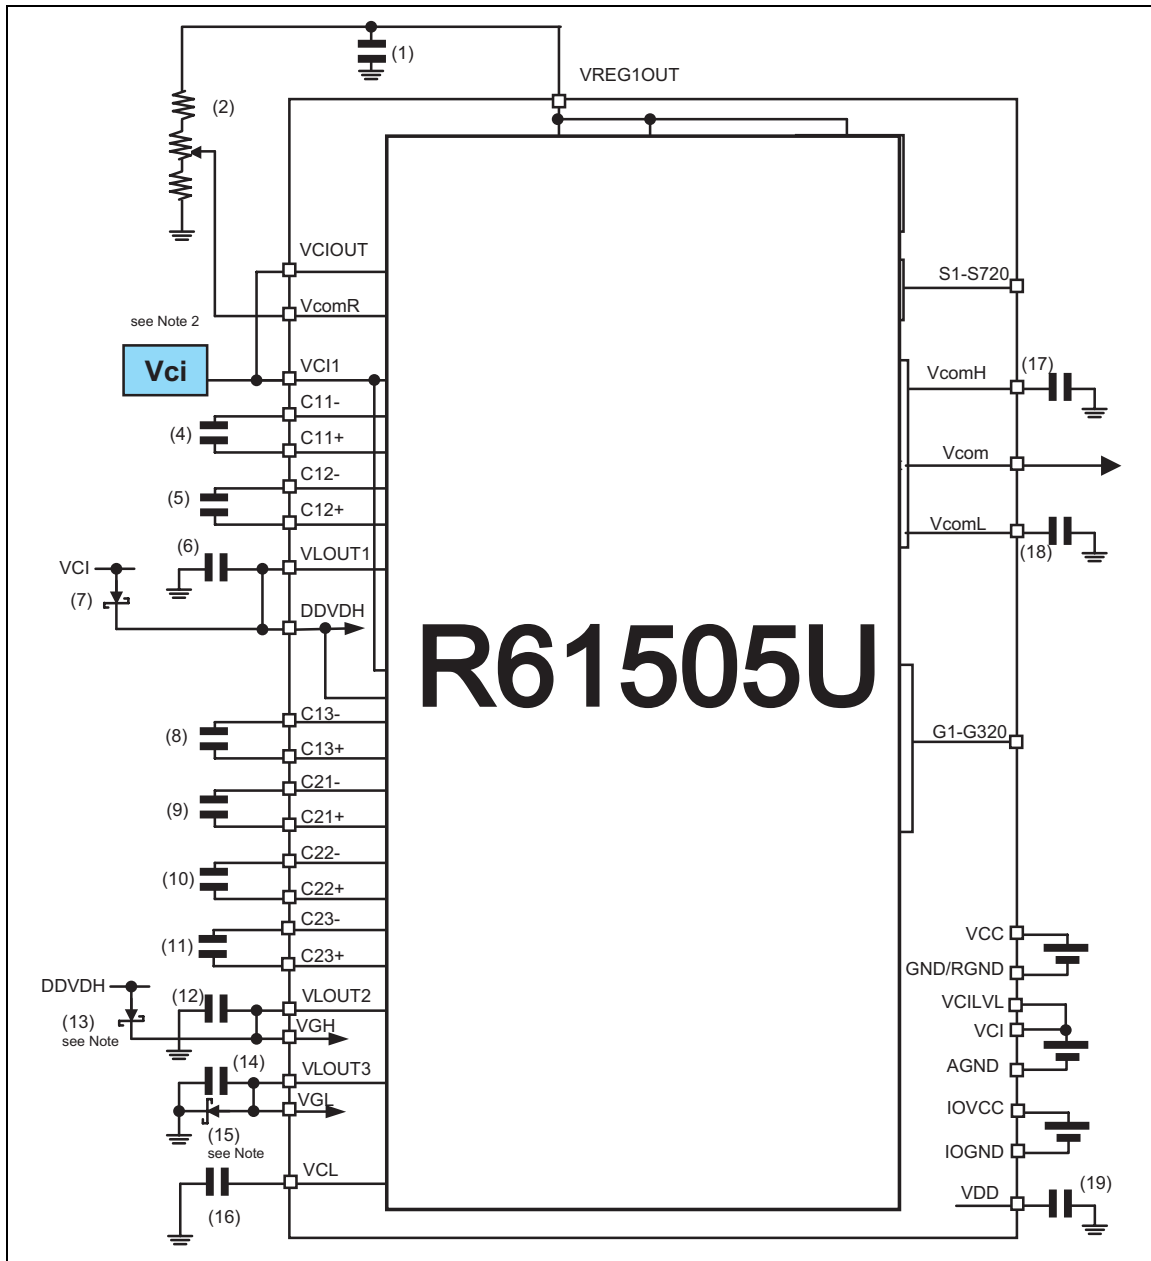 (1)
VREG1OUT
(2)
VCIOUT
S1-S720
VcomR
see Note 2
Vci
VCI1
VcomH
(17)
C11-
(4)
C11+
Vcom
C12-
(5)
C12+
VcomL
(18)
(6)
VLOUT1
VCI
(7)
DDVDH
R61505U
C13-
(8)
C13+
G1-G320
C21-
(9)
C21+
C22-
(10)
C22+
C23-
(11)
C23+
VCC
GND/RGND
DDVDH
(12)
VLOUT2
VCILVL
(13)
see Note
VGH
VCI
(14)
VLOUT3
AGND
VGL
IOVCC
(15)
see Note
IOGND
VCL
(16)
VDD
(19)